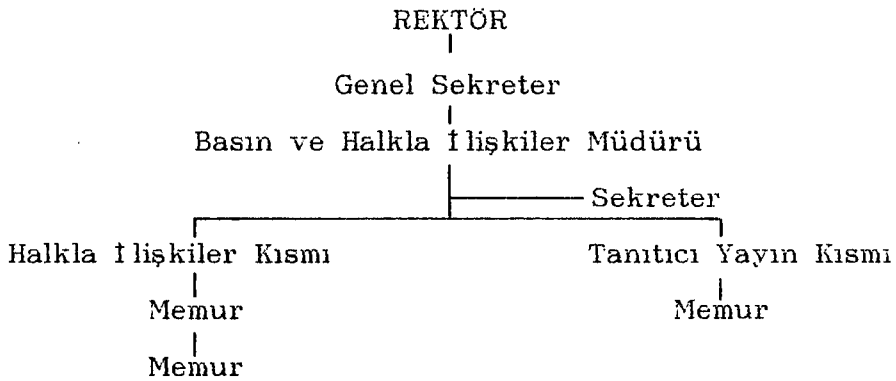 REKTÖR
Genel Sekreter
Basın ve Halkla İlişkiler Müdürü
Sekreter
Halkla İlişkiler Kısmı
Tanıtıcı Yayın Kısmı
Memur
Memur
Memur